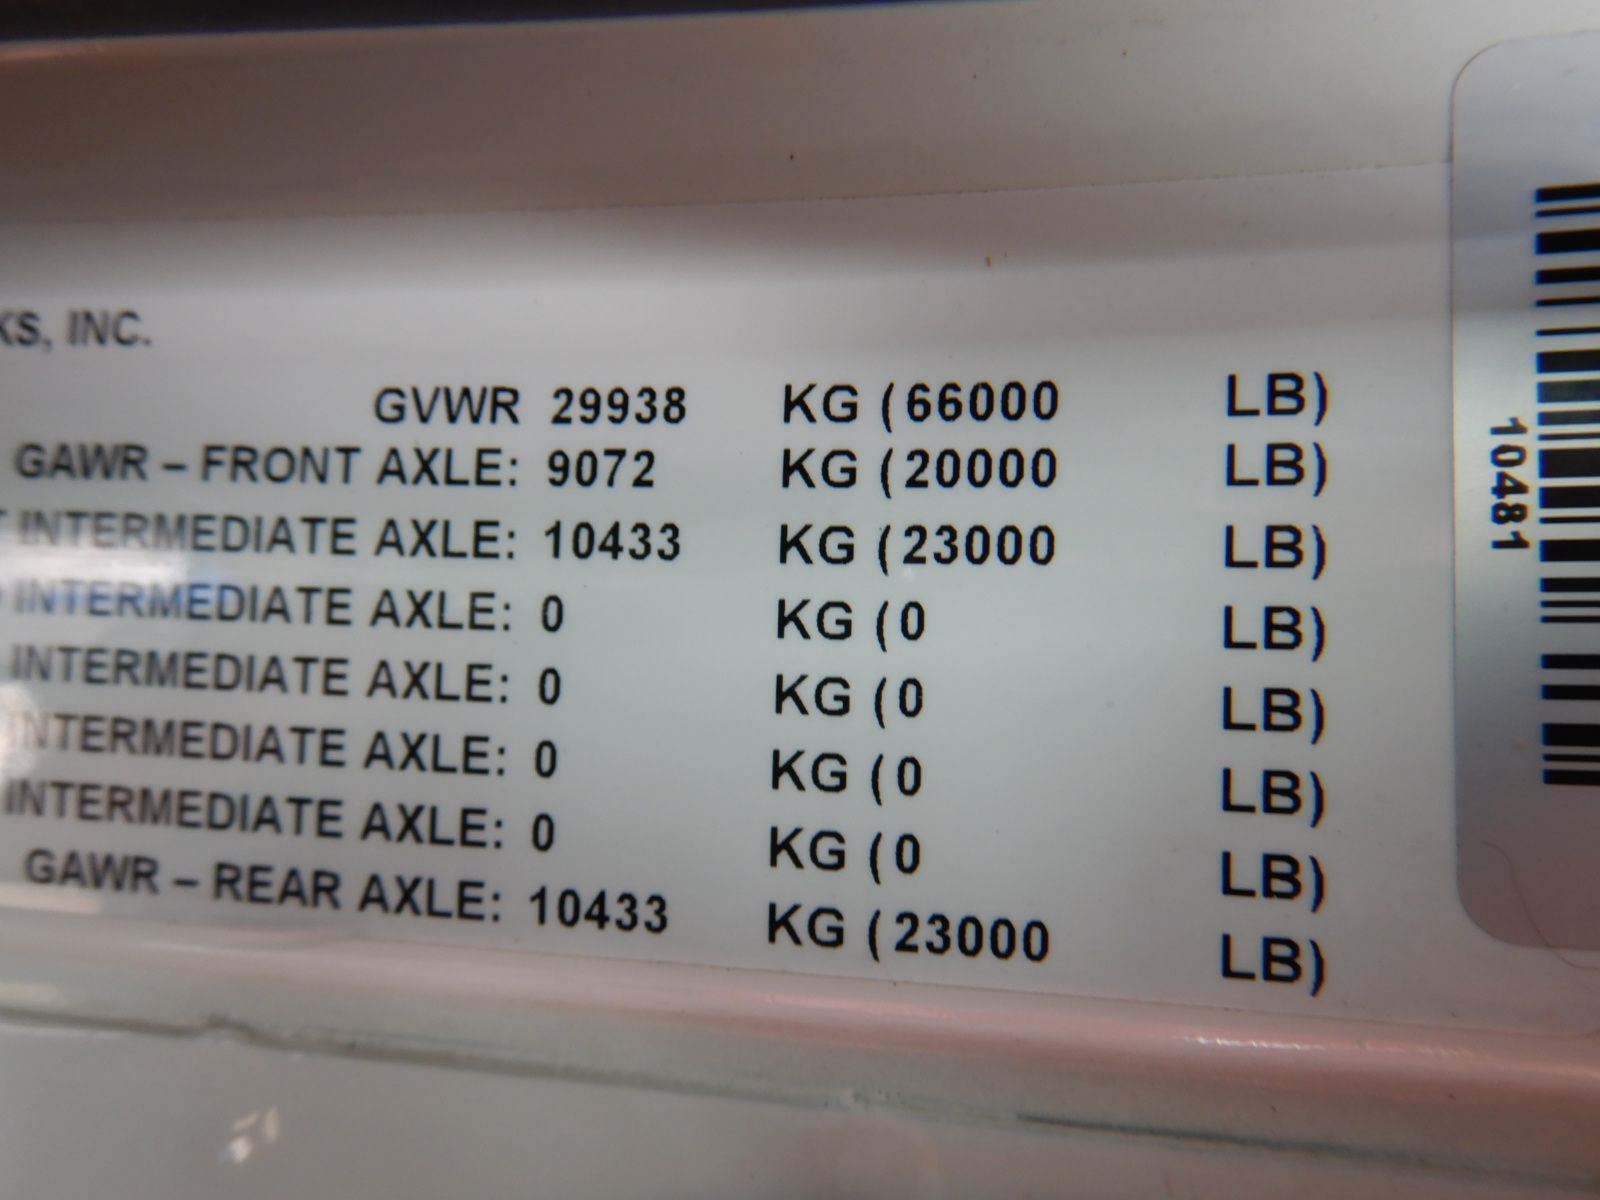 KS, INC.
GVWR 29938 KG (66000 LB)
GAWR – FRONT AXLE: 9072 KG (20000 LB)
INTERMEDIATE AXLE: 10433 KG (23000 LB)
INTERMEDIATE AXLE: 0 KG (0 LB)
INTERMEDIATE AXLE: 0 KG (0 LB)
INTERMEDIATE AXLE: 0 KG (0 LB)
INTERMEDIATE AXLE: 0 KG (0 LB)
GAWR – REAR AXLE: 10433 KG (23000 LB)
10481